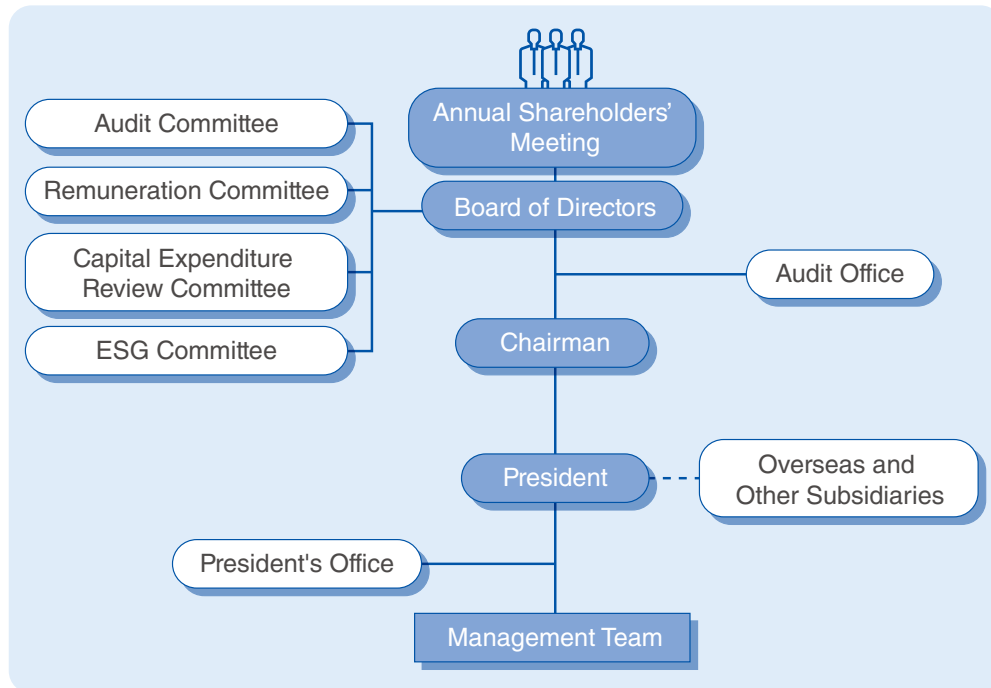 Annual Shareholders’
Meeting
Audit Committee
Remuneration Committee
Board of Directors
Capital Expenditure
Review Committee
Audit Office
ESG Committee
Chairman
President
Overseas and
Other Subsidiaries
President's Office
Management Team